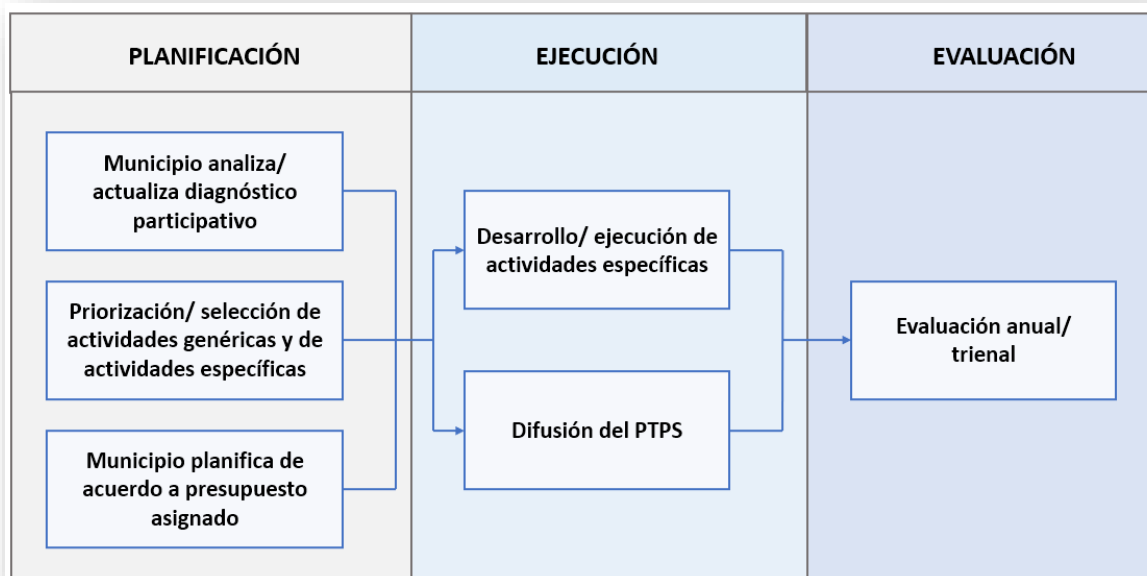 PLANIFICACIÓN
EJECUCIÓN
EVALUACIÓN
Municipio analiza/
actualiza diagnóstico
participativo
Priorización/ selección de
actividades genéricas y de
actividades específicas
Municipio planifica de
acuerdo a presupuesto
asignado
Desarrollo/ ejecución de
actividades específicas
Difusión del PTPS
Evaluación anual/
trienal